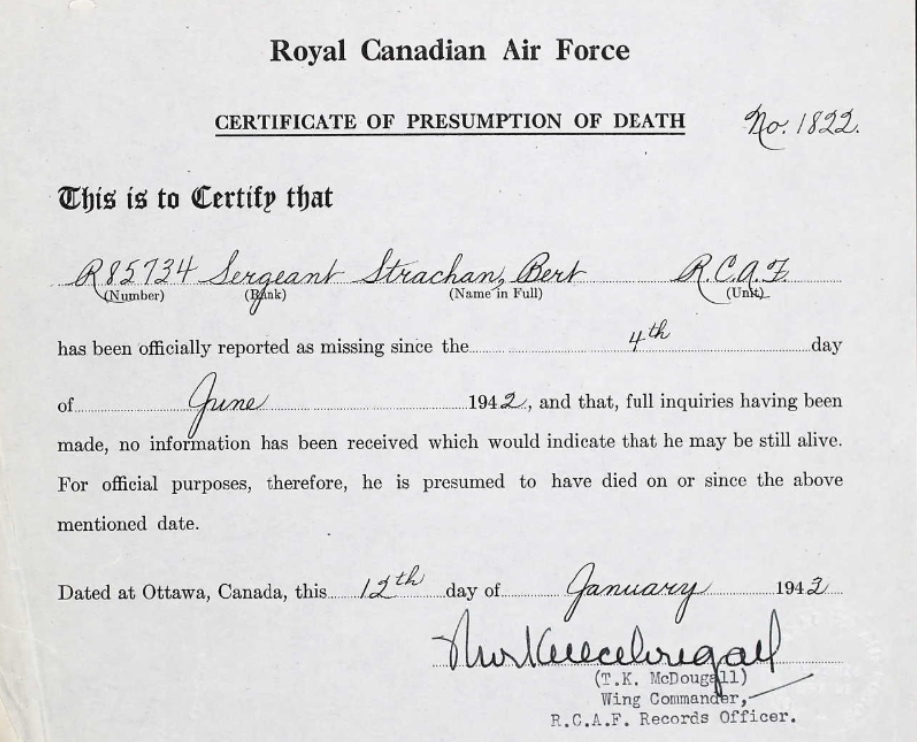 Royal Canadian Air Force
CERTIFICATE OF PRESUMPTION OF DEATH No. 1822.
This is to Certify that
R85734 Sergeant Strachan, Bert R.C.A.F.
(Number) (Rank) (Name in Full) (Unit)
has been officially reported as missing since the 4th day
of June 1942, and that, full inquiries having been
made, no information has been received which would indicate that he may be still alive.
For official purposes, therefore, he is presumed to have died on or since the above
mentioned date.
Dated at Ottawa, Canada, this 12th day of January 1943
(T.K. McDougall)
Wing Commander,
R.C.A.F. Records Officer.